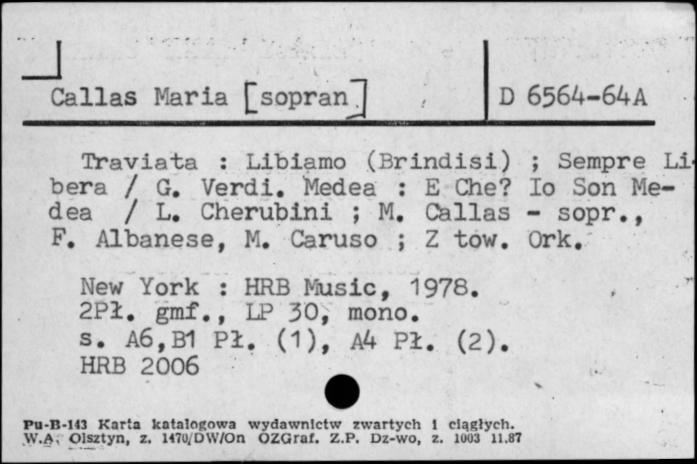 Callas Maria [sopran] D 6564-64A
Traviata : Libiamo (Brindisi) ; Sempre Li-
bera / G. Verdi. Medea : E Che? Io Son Me-
dea / L. Cherubini ; M. Callas - sopr.,
F. Albanese, M. Caruso ; Z tow. Ork.
New York : HRB Music, 1978.
2Pł. gmf., LP 30, mono.
s. A6,B1 Pł. (1), A4 Pł. (2).
HRB 2006
Pu-B-143 Karta katalogowa wydawnictw zwartych i ciągłych.
W.A. Olsztyn, z. 1470/DW/On OZGraf. Z.P. Dz-wo, z. 1003 11.87